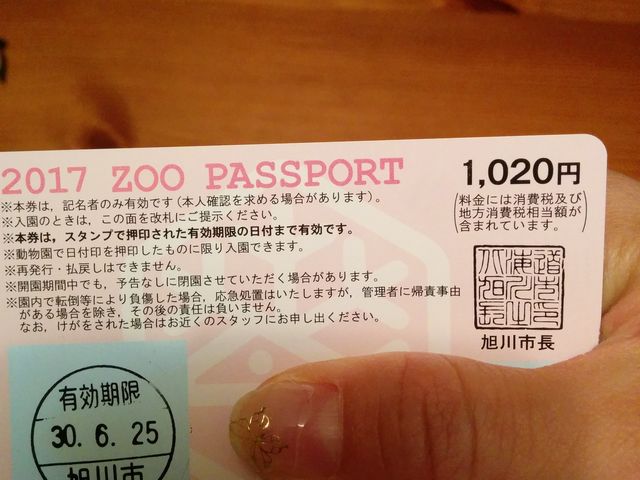 2017 ZOO PASSPORT
1,020円
(料金には消費税及び
地方消費税相当額が
含まれています。)
※本券は，記名者のみ有効です(本人確認を求める場合があります)。
※入園のときは，この面を改札にご提示ください。
※本券は，スタンプで押印された有効期限の日付まで有効です。
※動物園で日付印を押印したものに限り入園できます。
※再発行・払戻しはできません。
※開園期間中でも，予告なしに閉園させていただく場合があります。
※園内で転倒等により負傷した場合，応急処置はいたしますが，管理者に帰責事由
がある場合を除き，その後の責任は負いません。
なお，けがをされた場合はお近くのスタッフにお申し出ください。
旭川市長
有効期限
30.6.25
旭川市